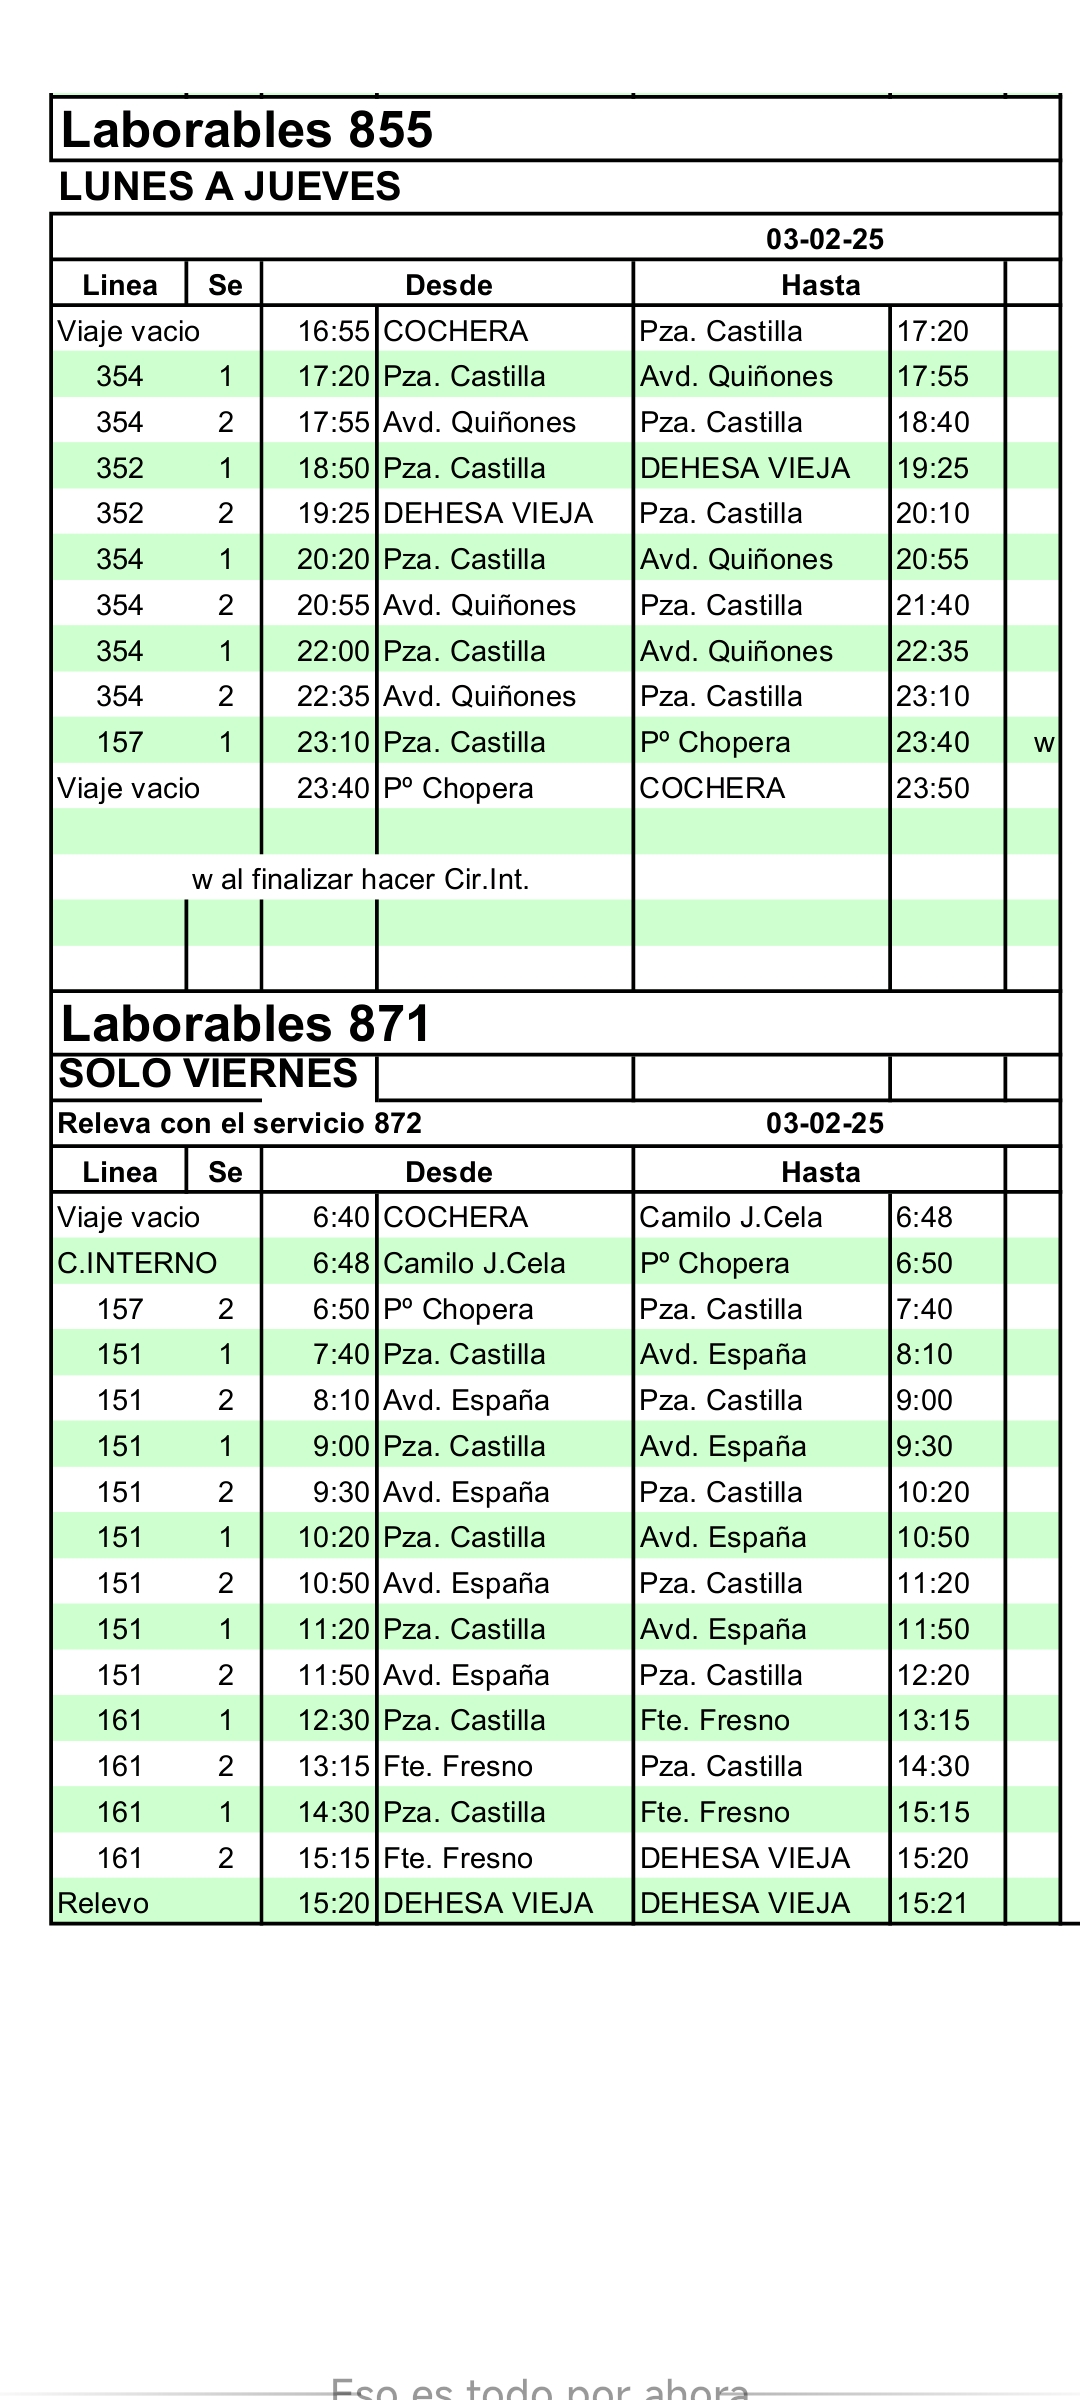 Laborables 855
LUNES A JUEVES
03-02-25
Linea Se Desde Hasta
Viaje vacio 16:55 COCHERA Pza. Castilla 17:20
354 1 17:20 Pza. Castilla Avd. Quiñones 17:55
354 2 17:55 Avd. Quiñones Pza. Castilla 18:40
352 1 18:50 Pza. Castilla DEHESA VIEJA 19:25
352 2 19:25 DEHESA VIEJA Pza. Castilla 20:10
354 1 20:20 Pza. Castilla Avd. Quiñones 20:55
354 2 20:55 Avd. Quiñones Pza. Castilla 21:40
354 1 22:00 Pza. Castilla Avd. Quiñones 22:35
354 2 22:35 Avd. Quiñones Pza. Castilla 23:10
157 1 23:10 Pza. Castilla Pº Chopera 23:40 w
Viaje vacio 23:40 Pº Chopera COCHERA 23:50
w al finalizar hacer Cir.Int.
Laborables 871
SOLO VIERNES
Releva con el servicio 872 03-02-25
Linea Se Desde Hasta
Viaje vacio 6:40 COCHERA Camilo J.Cela 6:48
C.INTERNO 6:48 Camilo J.Cela Pº Chopera 6:50
157 2 6:50 Pº Chopera Pza. Castilla 7:40
151 1 7:40 Pza. Castilla Avd. España 8:10
151 2 8:10 Avd. España Pza. Castilla 9:00
151 1 9:00 Pza. Castilla Avd. España 9:30
151 2 9:30 Avd. España Pza. Castilla 10:20
151 1 10:20 Pza. Castilla Avd. España 10:50
151 2 10:50 Avd. España Pza. Castilla 11:20
151 1 11:20 Pza. Castilla Avd. España 11:50
151 2 11:50 Avd. España Pza. Castilla 12:20
161 1 12:30 Pza. Castilla Fte. Fresno 13:15
161 2 13:15 Fte. Fresno Pza. Castilla 14:30
161 1 14:30 Pza. Castilla Fte. Fresno 15:15
161 2 15:15 Fte. Fresno DEHESA VIEJA 15:20
Relevo 15:20 DEHESA VIEJA DEHESA VIEJA 15:21
Eso es todo por ahora